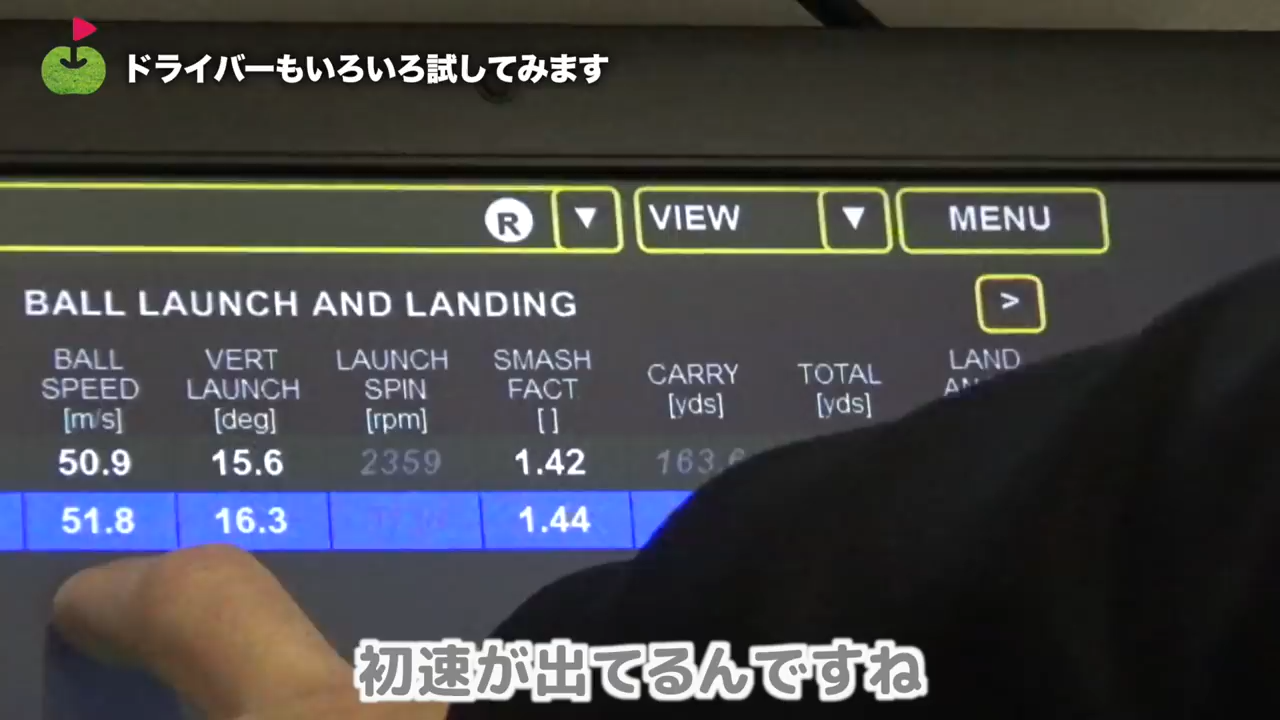 ドライバーもいろいろ試してみます
R ▼ VIEW ▼ MENU
BALL LAUNCH AND LANDING >
BALL SPEED [m/s] VERT LAUNCH [deg] LAUNCH SPIN [rpm] SMASH FACT [ ] CARRY [yds] TOTAL [yds] LAND
50.9 15.6 2359 1.42 163.6
51.8 16.3 1.44
初速が出てるんですね